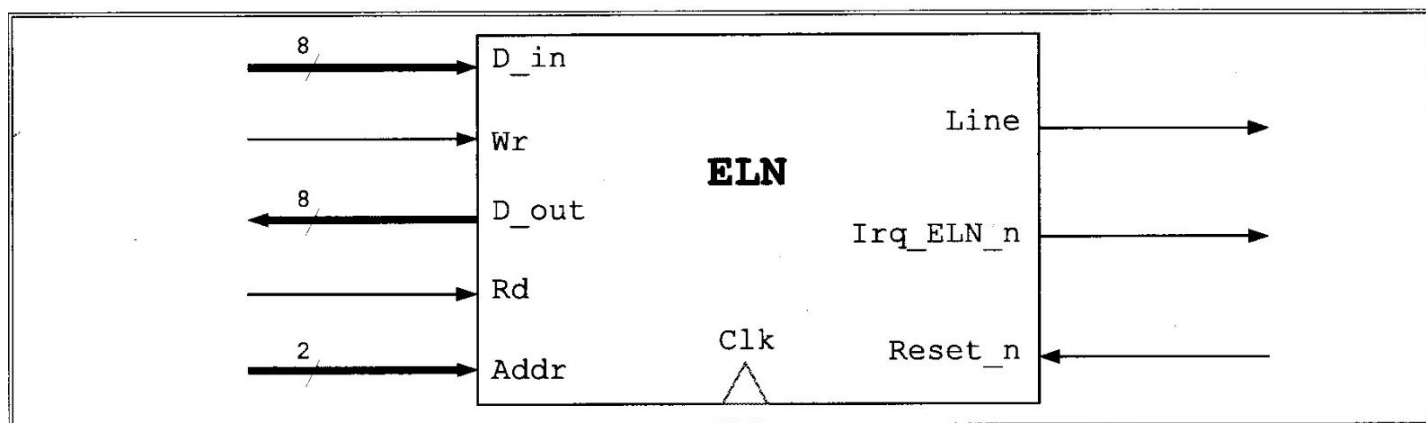 8
D_in
Wr
8
D_out
Rd
2
Addr
ELN
Clk
Line
Irq_ELN_n
Reset_n